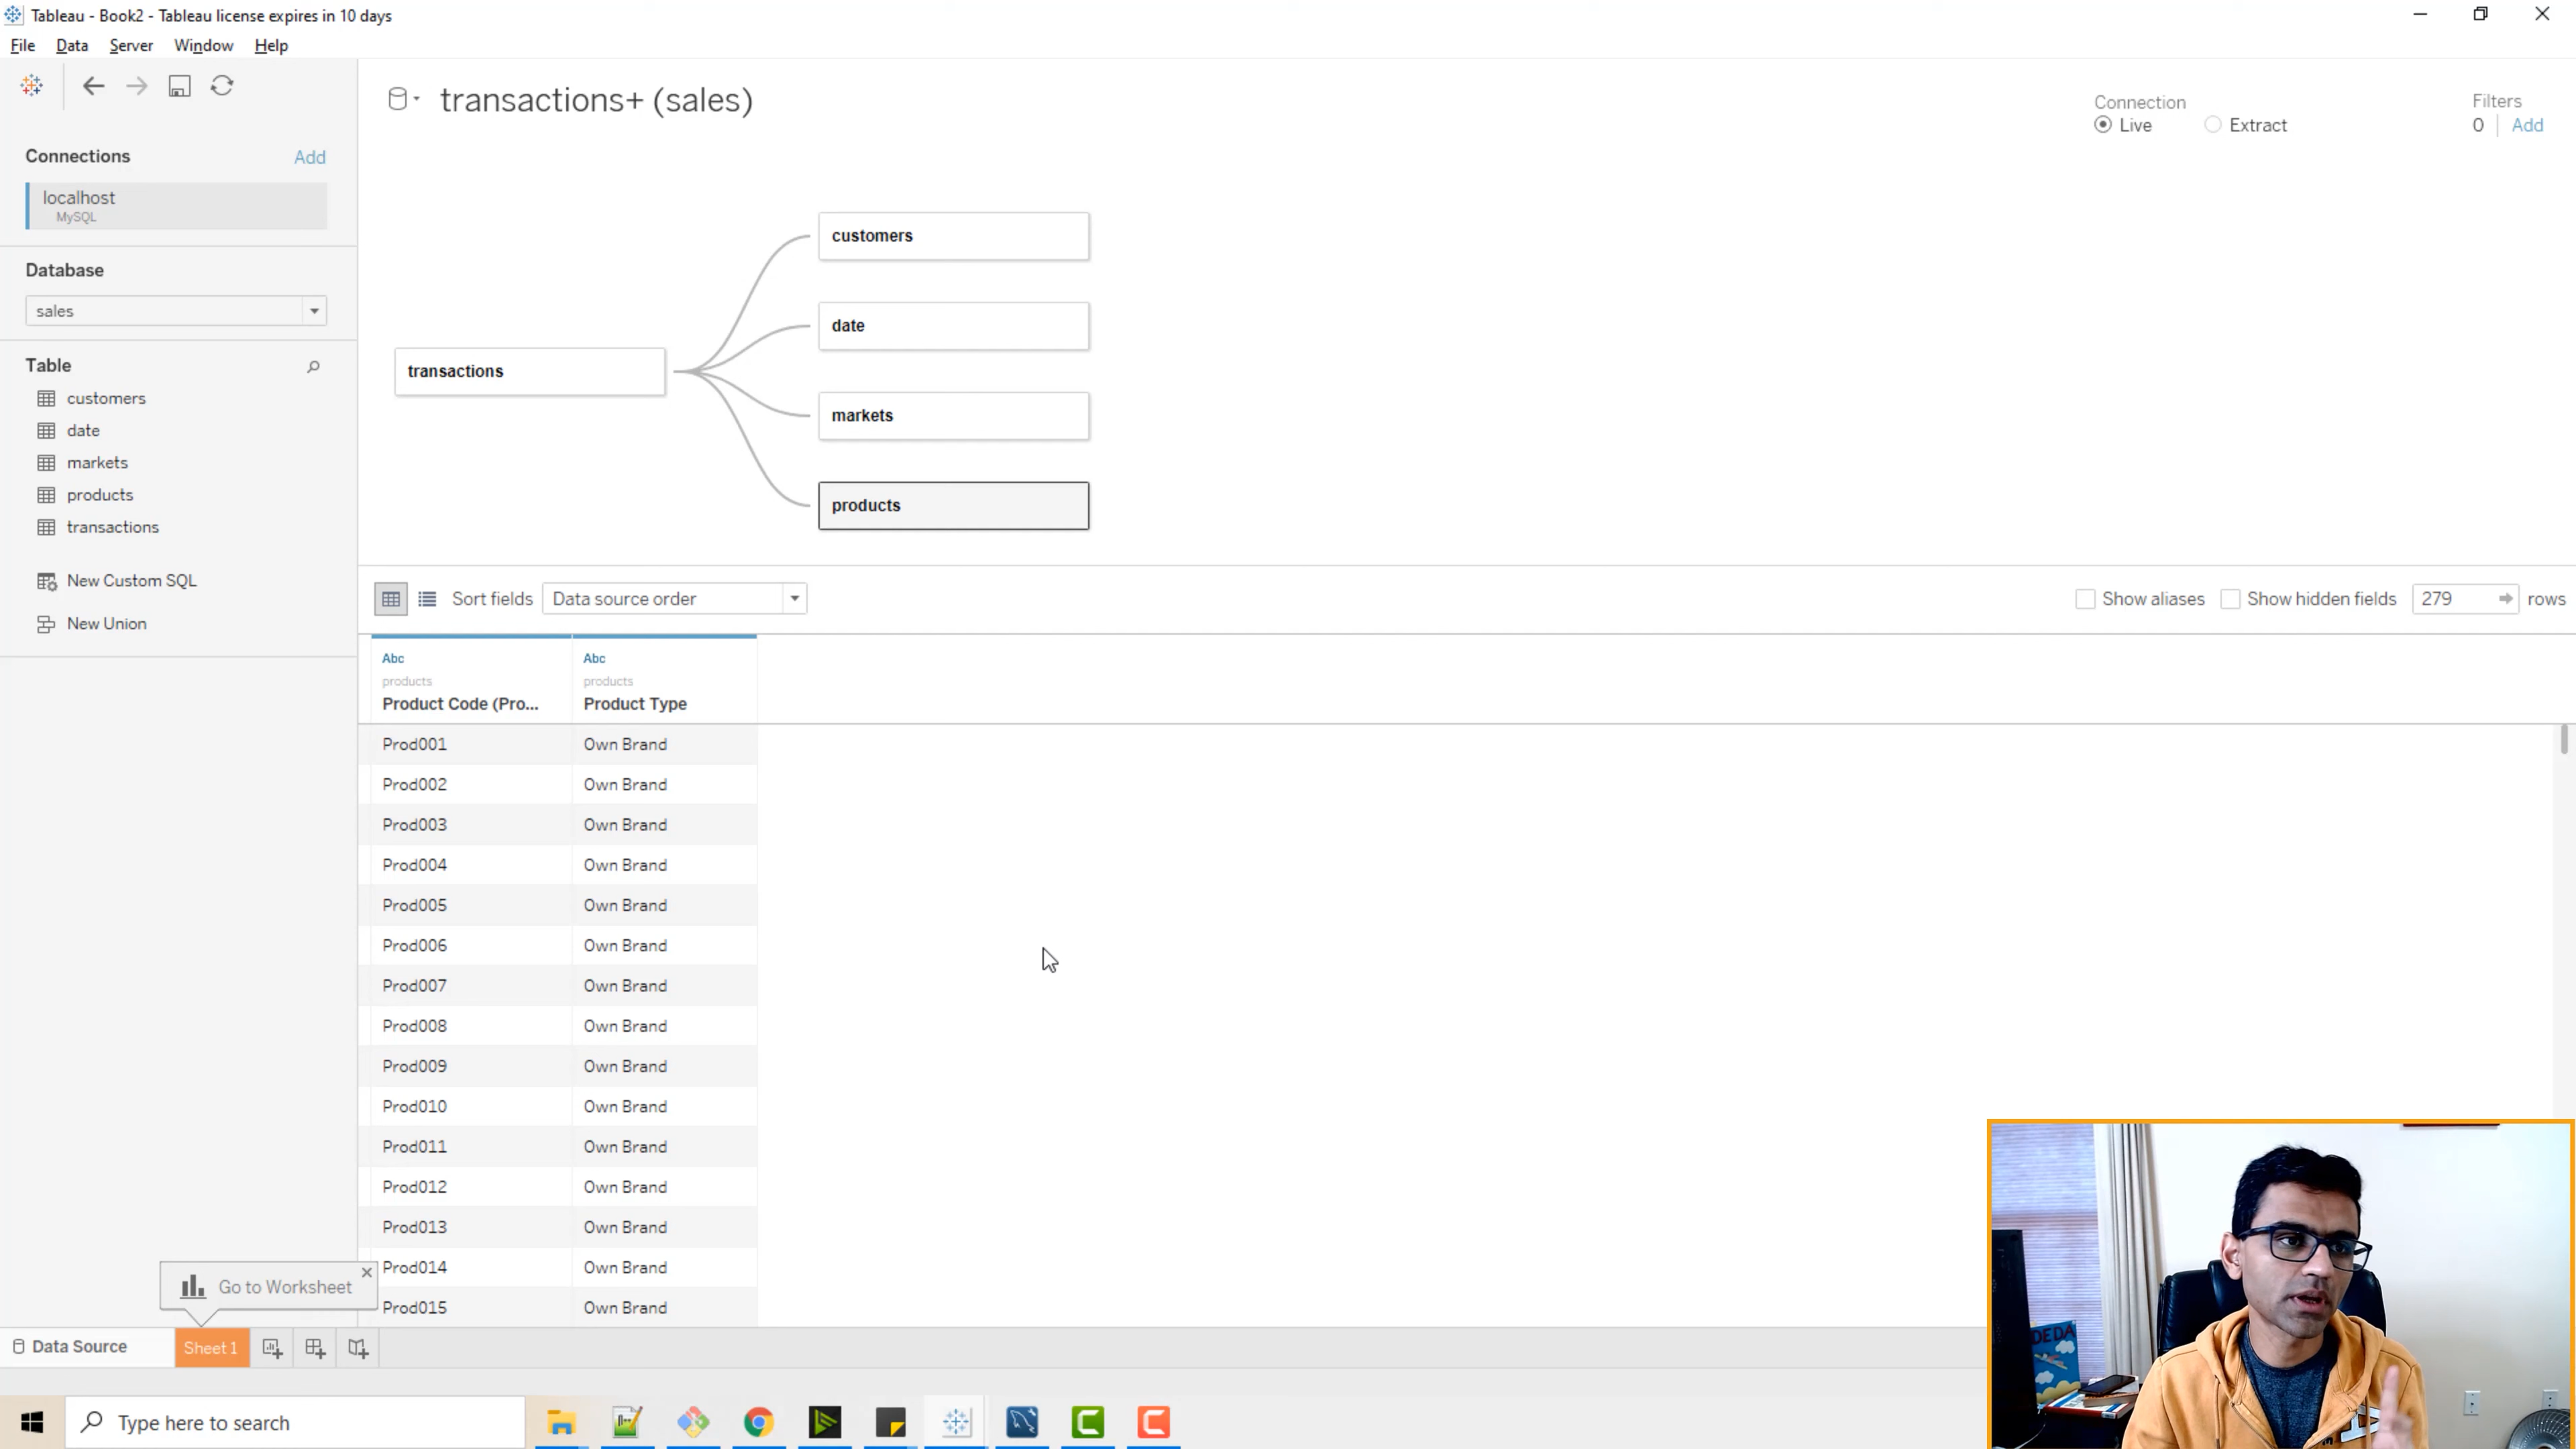 Tableau - Book2 - Tableau license expires in 10 days
File Data Server Window Help
transactions+ (sales)
Connection
Live Extract
Filters
0 Add
Connections Add
localhost
MySQL
Database
sales
Table
customers
date
markets
products
transactions
New Custom SQL
New Union
customers
date
transactions
markets
products
Sort fields Data source order Show aliases Show hidden fields 279 rows
Abc Abc
products products
Product Code (Pro... Product Type
Prod001 Own Brand
Prod002 Own Brand
Prod003 Own Brand
Prod004 Own Brand
Prod005 Own Brand
Prod006 Own Brand
Prod007 Own Brand
Prod008 Own Brand
Prod009 Own Brand
Prod010 Own Brand
Prod011 Own Brand
Prod012 Own Brand
Prod013 Own Brand
Prod014 Own Brand
Prod015 Own Brand
Go to Worksheet
Data Source Sheet 1
Type here to search